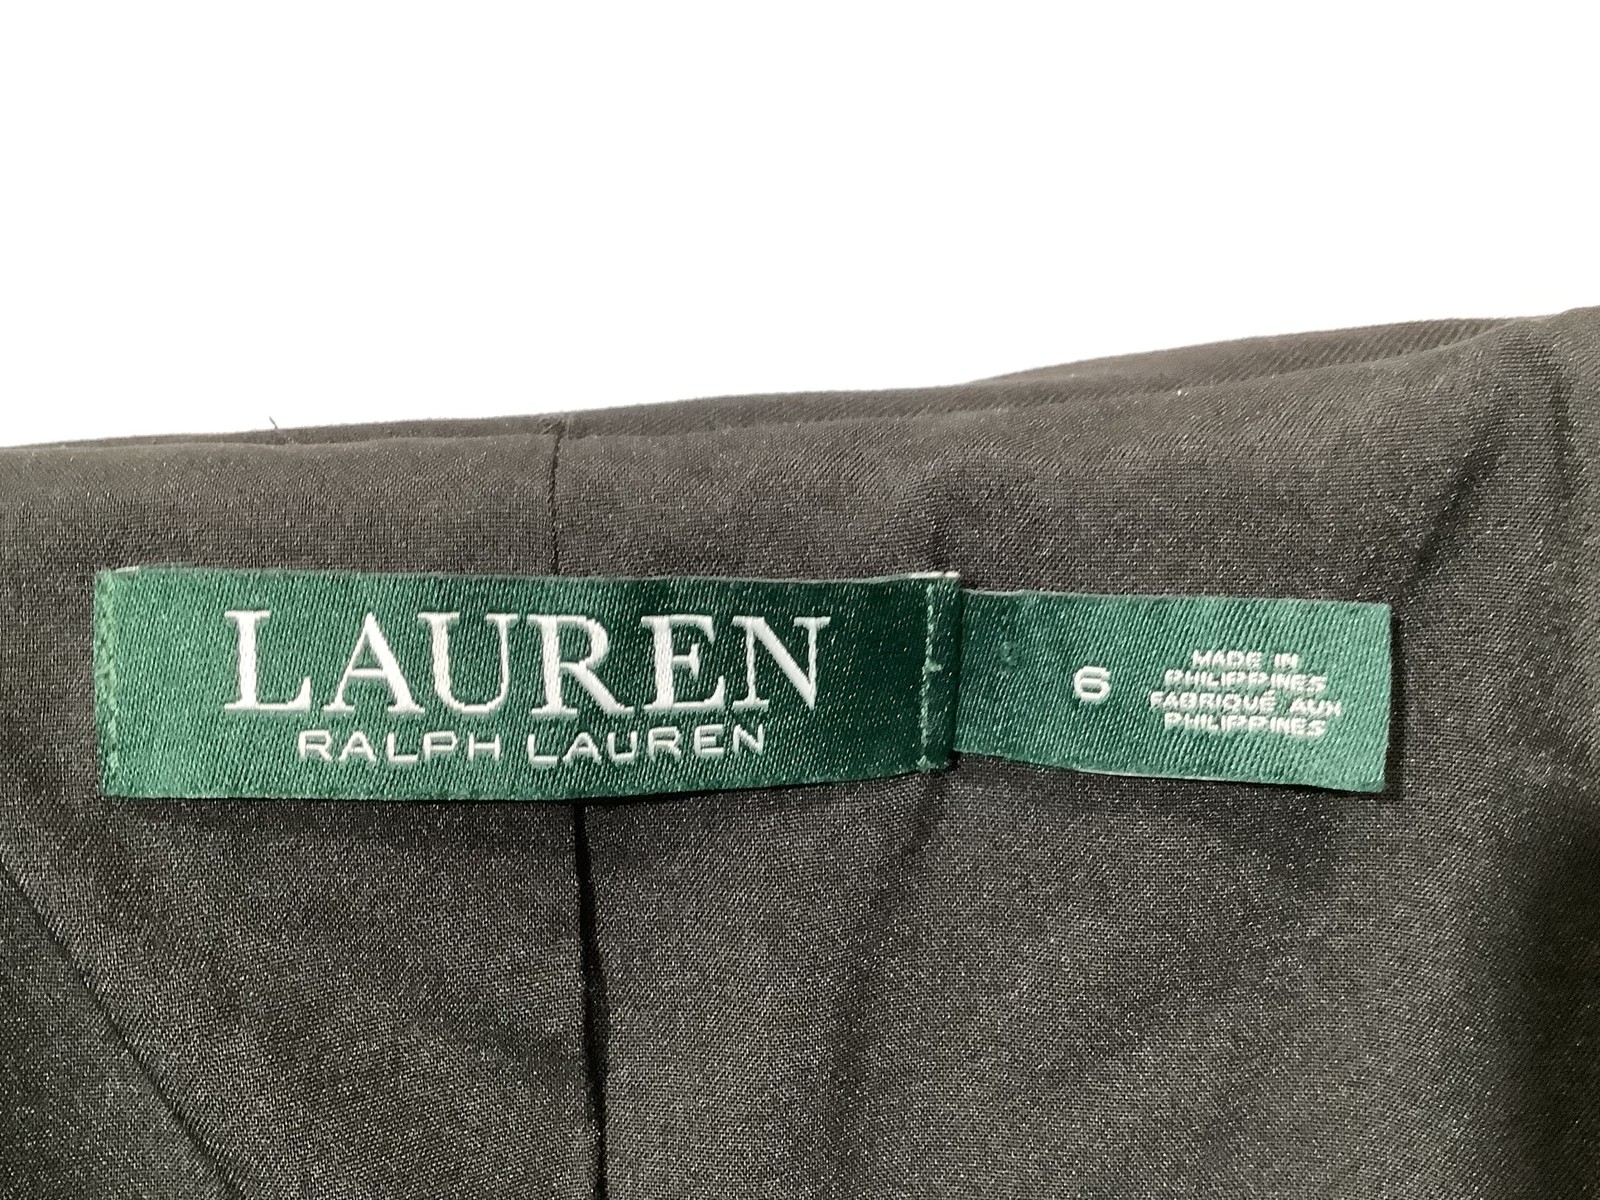 LAUREN
RALPH LAUREN
6
MADE IN
PHILIPPINES
FABRIQUÉ AUX
PHILIPPINES